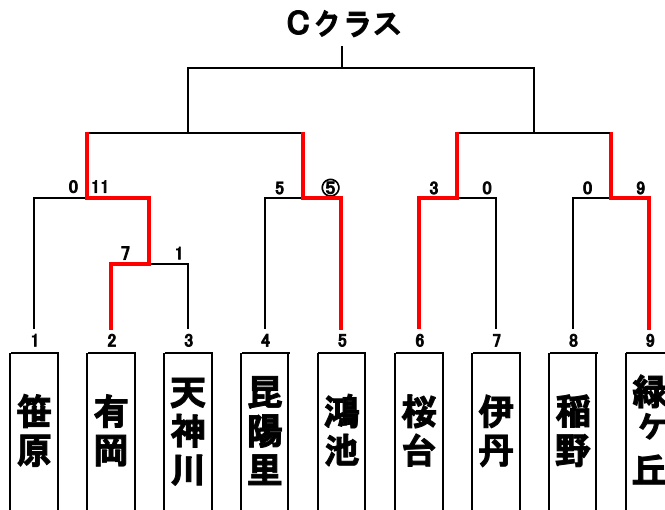 Cクラス
0 11 5 ⑤ 3 0 0 9
7 1
1 2 3 4 5 6 7 8 9
笹原
有岡
天神川
昆陽里
鴻池
桜台
伊丹
稲野
緑ケ丘